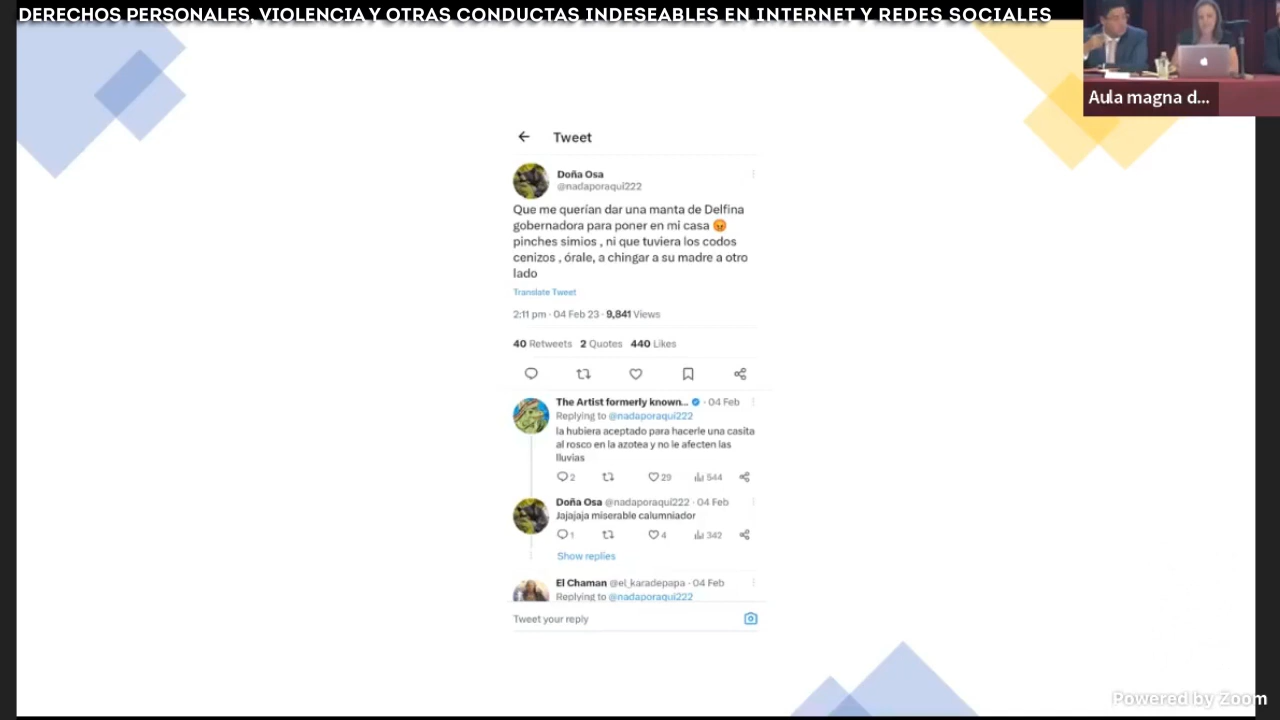 DERECHOS PERSONALES, VIOLENCIA Y OTRAS CONDUCTAS INDESEABLES EN INTERNET Y REDES SOCIALES
Aula magna d...
Tweet
Doña Osa
@nadaporaqui222
Que me querían dar una manta de Delfina
gobernadora para poner en mi casa 😡
pinches simios , ni que tuviera los codos
cenizos , órale, a chingar a su madre a otro
lado
Translate Tweet
2:11 pm · 04 Feb 23 · 9,841 Views
40 Retweets 2 Quotes 440 Likes
The Artist formerly known... · 04 Feb
Replying to @nadaporaqui222
la hubiera aceptado para hacerle una casita
al rosco en la azotea y no le afecten las
lluvias
2 29 544
Doña Osa @nadaporaqui222 · 04 Feb
Jajajaja miserable calumniador
1 4 342
Show replies
El Chaman @el_karadepapa · 04 Feb
Replying to @nadaporaqui222
Tweet your reply
Powered by Zoom